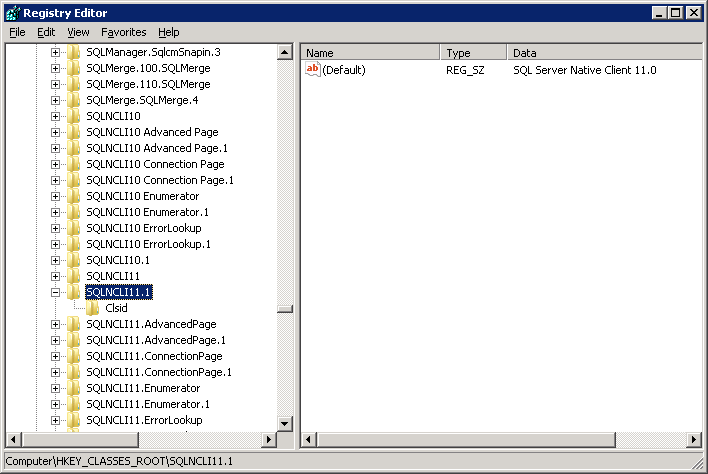 Registry Editor
File Edit View Favorites Help
SQLManager.SqlcmSnapin.3
SQLMerge.100.SQLMerge
SQLMerge.110.SQLMerge
SQLMerge.SQLMerge.4
SQLNCLI10
SQLNCLI10 Advanced Page
SQLNCLI10 Advanced Page.1
SQLNCLI10 Connection Page
SQLNCLI10 Connection Page.1
SQLNCLI10 Enumerator
SQLNCLI10 Enumerator.1
SQLNCLI10 ErrorLookup
SQLNCLI10 ErrorLookup.1
SQLNCLI10.1
SQLNCLI11
SQLNCLI11.1
Clsid
SQLNCLI11.AdvancedPage
SQLNCLI11.AdvancedPage.1
SQLNCLI11.ConnectionPage
SQLNCLI11.ConnectionPage.1
SQLNCLI11.Enumerator
SQLNCLI11.Enumerator.1
SQLNCLI11.ErrorLookup
Name Type Data
ab (Default) REG_SZ SQL Server Native Client 11.0
Computer\HKEY_CLASSES_ROOT\SQLNCLI11.1